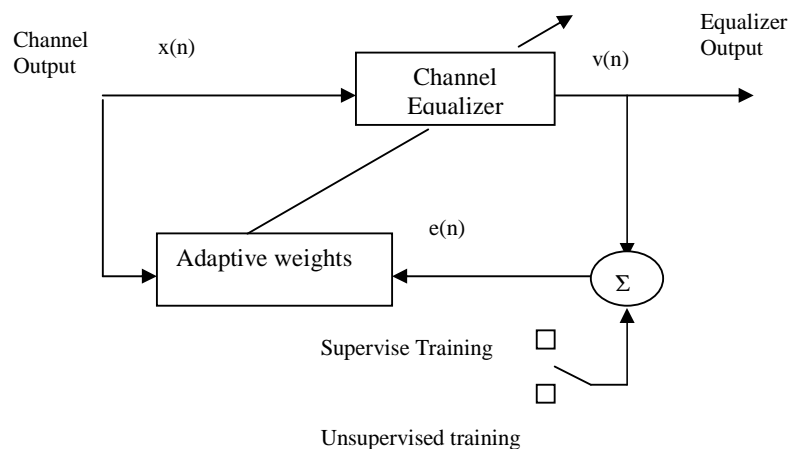 Channel
Output
x(n)
Channel
Equalizer
v(n)
Equalizer
Output
Adaptive weights
e(n)
Σ
Supervise Training
Unsupervised training